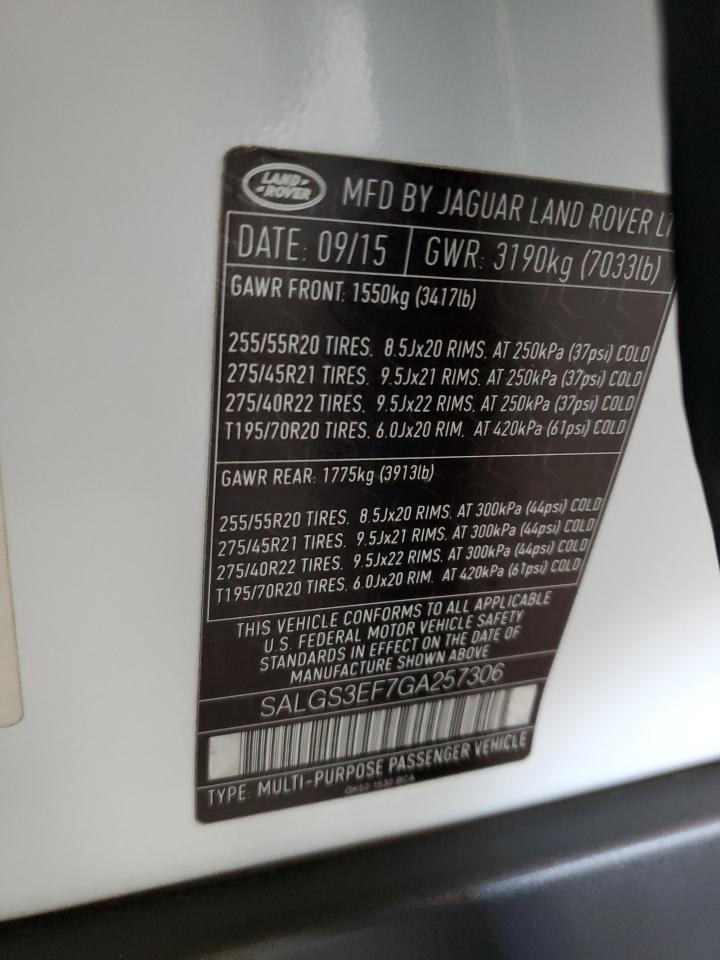 LAND-
-ROVER
MFD BY JAGUAR LAND ROVER
DATE: 09/15 GWR: 3190kg (7033lb)
GAWR FRONT: 1550kg (3417lb)
255/55R20 TIRES. 8.5Jx20 RIMS. AT 250kPa (37psi) COLD
275/45R21 TIRES. 9.5Jx21 RIMS. AT 250kPa (37psi) COLD
275/40R22 TIRES. 9.5Jx22 RIMS. AT 250kPa (37psi) COLD
T195/70R20 TIRES. 6.0Jx20 RIM. AT 420kPa (61psi) COLD
GAWR REAR: 1775kg (3913lb)
255/55R20 TIRES. 8.5Jx20 RIMS. AT 300kPa (44psi) COLD
275/45R21 TIRES. 9.5Jx21 RIMS. AT 300kPa (44psi) COLD
275/40R22 TIRES. 9.5Jx22 RIMS. AT 300kPa (44psi) COLD
T195/70R20 TIRES. 6.0Jx20 RIM. AT 420kPa (61psi) COLD
THIS VEHICLE CONFORMS TO ALL APPLICABLE
U.S. FEDERAL MOTOR VEHICLE SAFETY
STANDARDS IN EFFECT ON THE DATE OF
MANUFACTURE SHOWN ABOVE
SALGS3EF7GA257306
TYPE: MULTI-PURPOSE PASSENGER VEHICLE